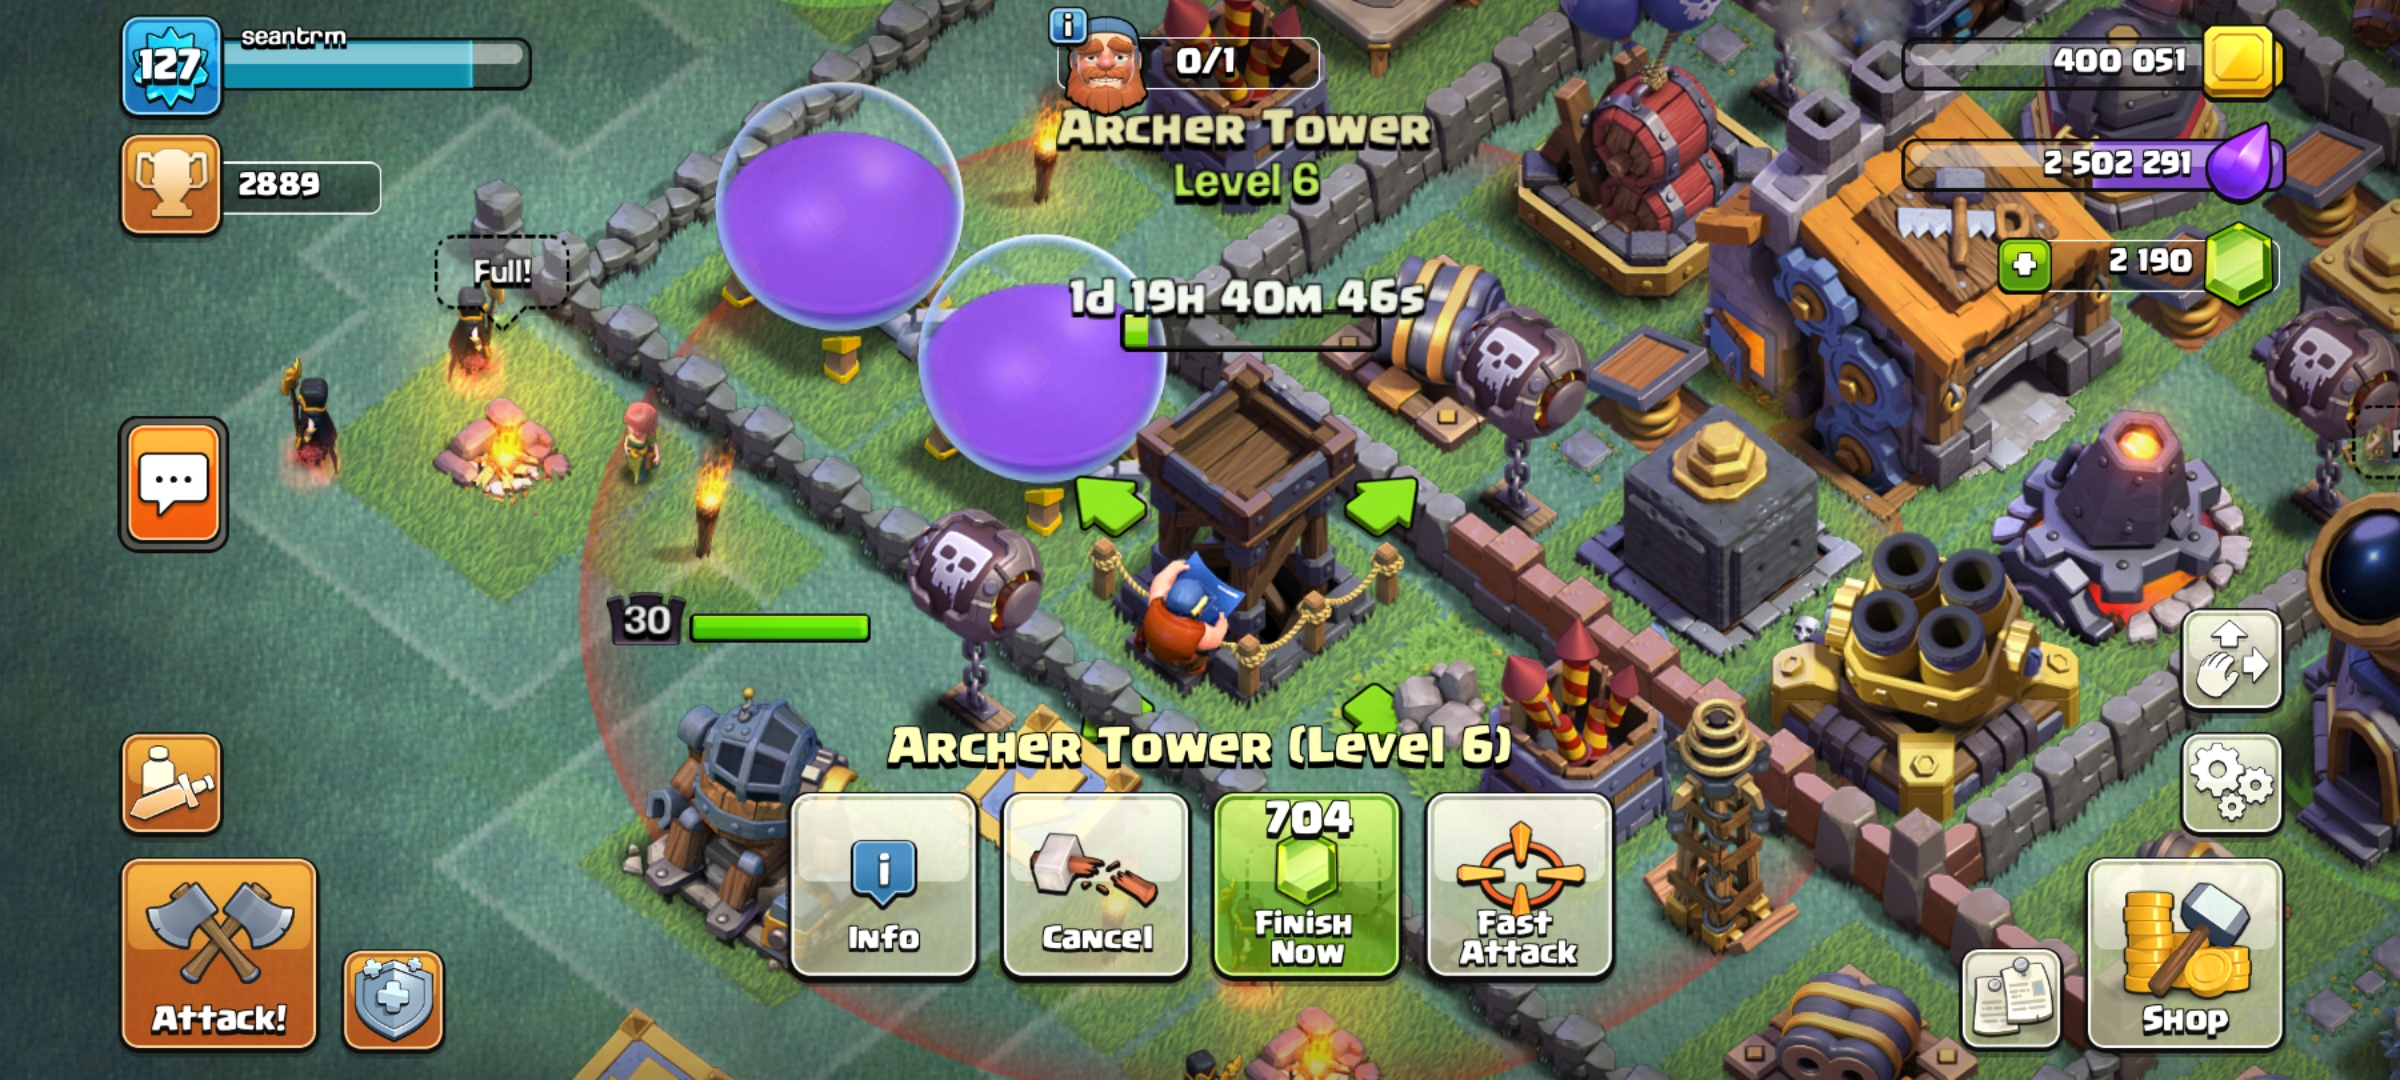 127
seantrm
0/1
400 051
Archer Tower
Level 6
2889
2 502 291
Full!
2 190
1d 19h 40m 46s
30
Archer Tower (Level 6)
704
Info
Cancel
Finish
Now
Fast
Attack
Attack!
Shop